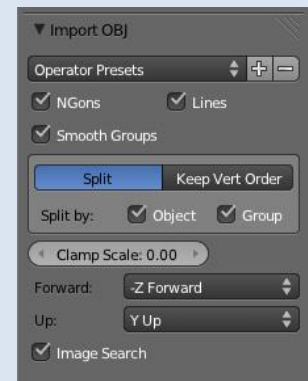 Import OBJ
Operator Presets
NGons Lines
Smooth Groups
Split Keep Vert Order
Split by: Object Group
Clamp Scale: 0.00
Forward: -Z Forward
Up: Y Up
Image Search